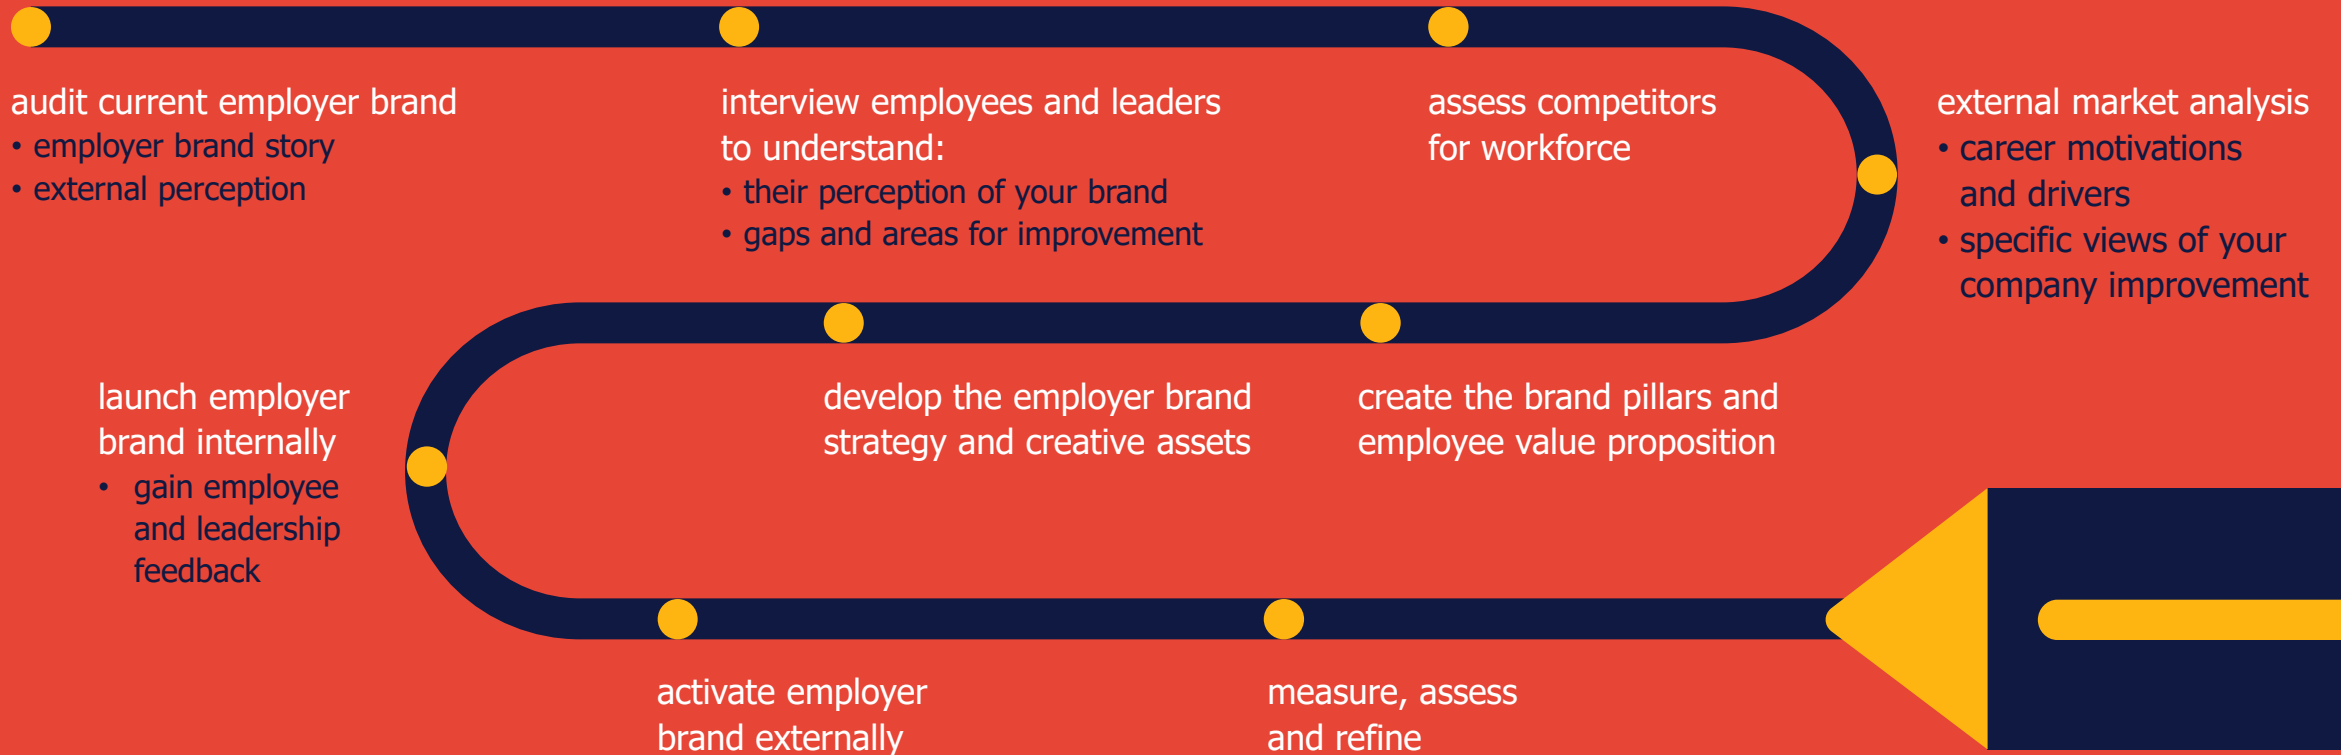 audit current employer brand
• employer brand story
• external perception
interview employees and leaders
to understand:
• their perception of your brand
• gaps and areas for improvement
assess competitors
for workforce
external market analysis
• career motivations
and drivers
• specific views of your
company improvement
create the brand pillars and
employee value proposition
develop the employer brand
strategy and creative assets
launch employer
brand internally
• gain employee
and leadership
feedback
activate employer
brand externally
measure, assess
and refine